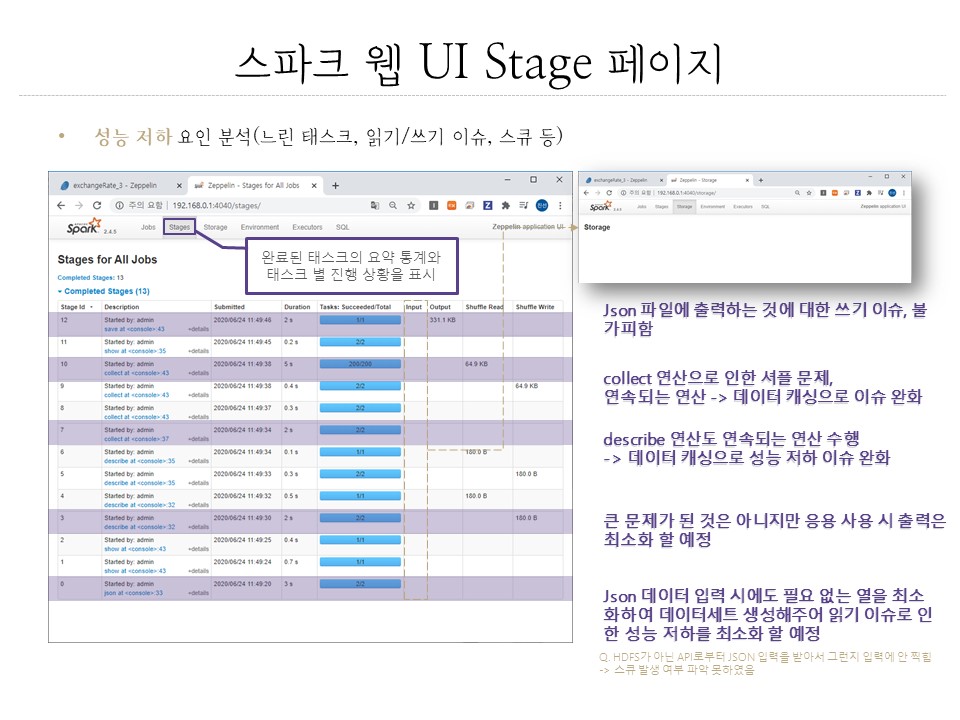 스파크 웹 UI Stage 페이지
• 성능 저하 요인 분석(느린 태스크, 읽기/쓰기 이슈, 스큐 등)
exchangeRate_3 - Zeppelin
Zeppelin - Stages for All Jobs
주의 요함 | 192.168.0.1:4040/stages/
Spark 2.4.5 Jobs Stages Storage Environment Executors SQL Zeppelin application UI
완료된 태스크의 요약 통계와
태스크 별 진행 상황을 표시
Stages for All Jobs
Completed Stages: 13
Completed Stages (13)
Stage Id Description Submitted Duration Tasks: Succeeded/Total Input Output Shuffle Read Shuffle Write
12 Started by: admin 2020/06/24 11:49:46 2 s 1/1 331.1 KB
save at <console>:43 +details
11 Started by: admin 2020/06/24 11:49:45 0.2 s 2/2
show at <console>:35 +details
10 Started by: admin 2020/06/24 11:49:38 5 s 200/200 64.9 KB
collect at <console>:43 +details
9 Started by: admin 2020/06/24 11:49:38 0.4 s 2/2 64.9 KB
collect at <console>:43 +details
8 Started by: admin 2020/06/24 11:49:37 0.3 s 2/2
collect at <console>:43 +details
7 Started by: admin 2020/06/24 11:49:34 2 s 2/2
collect at <console>:37 +details
6 Started by: admin 2020/06/24 11:49:34 0.1 s 1/1 180.0 B
describe at <console>:35 +details
5 Started by: admin 2020/06/24 11:49:33 0.3 s 2/2 180.0 B
describe at <console>:35 +details
4 Started by: admin 2020/06/24 11:49:32 0.5 s 1/1 180.0 B
describe at <console>:32 +details
3 Started by: admin 2020/06/24 11:49:30 2 s 2/2 180.0 B
describe at <console>:32 +details
2 Started by: admin 2020/06/24 11:49:25 0.4 s 2/2
show at <console>:43 +details
1 Started by: admin 2020/06/24 11:49:24 0.7 s 1/1
show at <console>:43 +details
0 Started by: admin 2020/06/24 11:49:20 3 s 2/2
json at <console>:33 +details
exchangeRate_3 - Zeppelin
Zeppelin - Storage
주의 요함 | 192.168.0.1:4040/storage/
Spark 2.4.5 Jobs Stages Storage Environment Executors SQL Zeppelin application UI
Storage
Json 파일에 출력하는 것에 대한 쓰기 이슈, 불
가피함
collect 연산으로 인한 셔플 문제,
연속되는 연산 -> 데이터 캐싱으로 이슈 완화
describe 연산도 연속되는 연산 수행
-> 데이터 캐싱으로 성능 저하 이슈 완화
큰 문제가 된 것은 아니지만 응용 사용 시 출력은
최소화 할 예정
Json 데이터 입력 시에도 필요 없는 열을 최소
화하여 데이터세트 생성해주어 읽기 이슈로 인
한 성능 저하를 최소화 할 예정
Q. HDFS가 아닌 API로부터 JSON 입력을 받아서 그런지 입력에 안 찍힘
-> 스큐 발생 여부 파악 못하였음